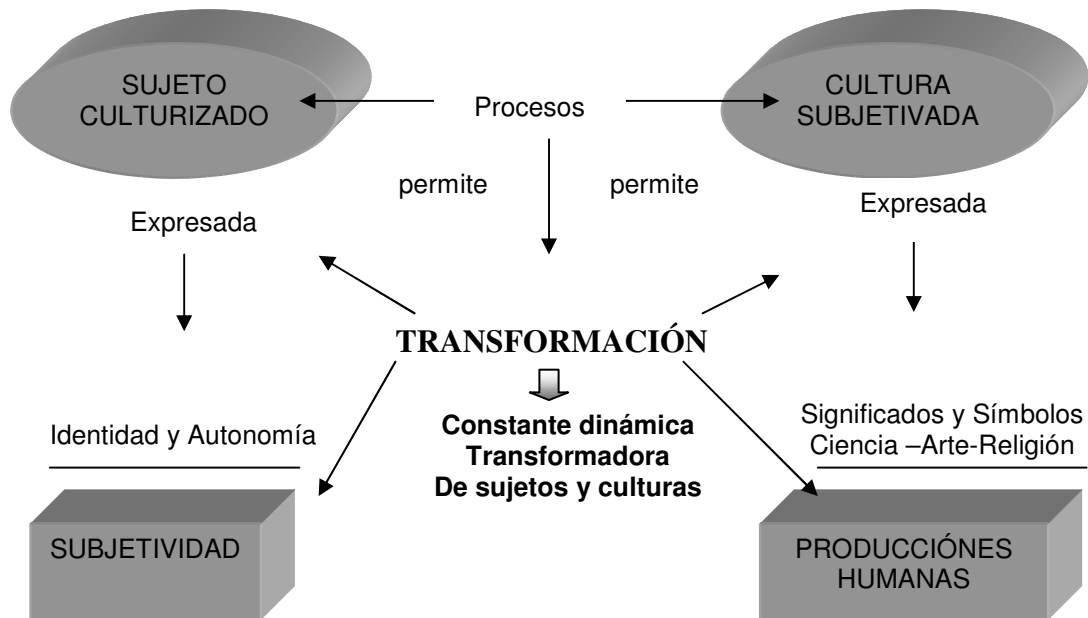 SUJETO
CULTURIZADO
Procesos
CULTURA
SUBJETIVADA
permite
permite
Expresada
Expresada
TRANSFORMACIÓN
Constante dinámica
Transformadora
De sujetos y culturas
Identidad y Autonomía
Significados y Símbolos
Ciencia –Arte-Religión
SUBJETIVIDAD
PRODUCCIÓNES
HUMANAS